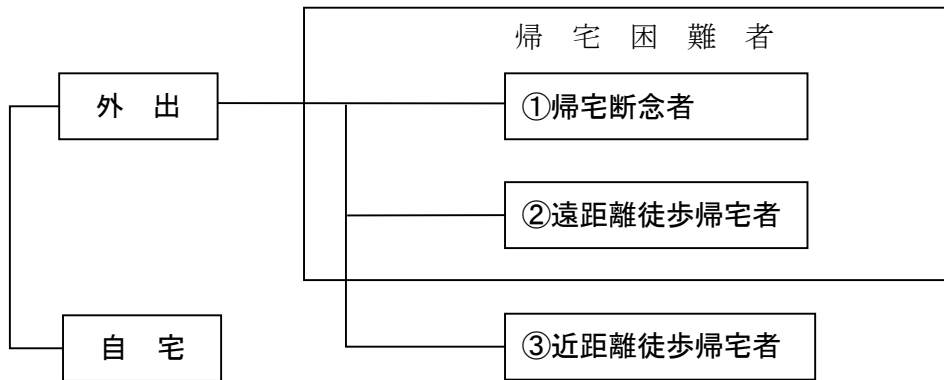 帰 宅 困 難 者
外 出
①帰宅断念者
②遠距離徒歩帰宅者
自 宅
③近距離徒歩帰宅者